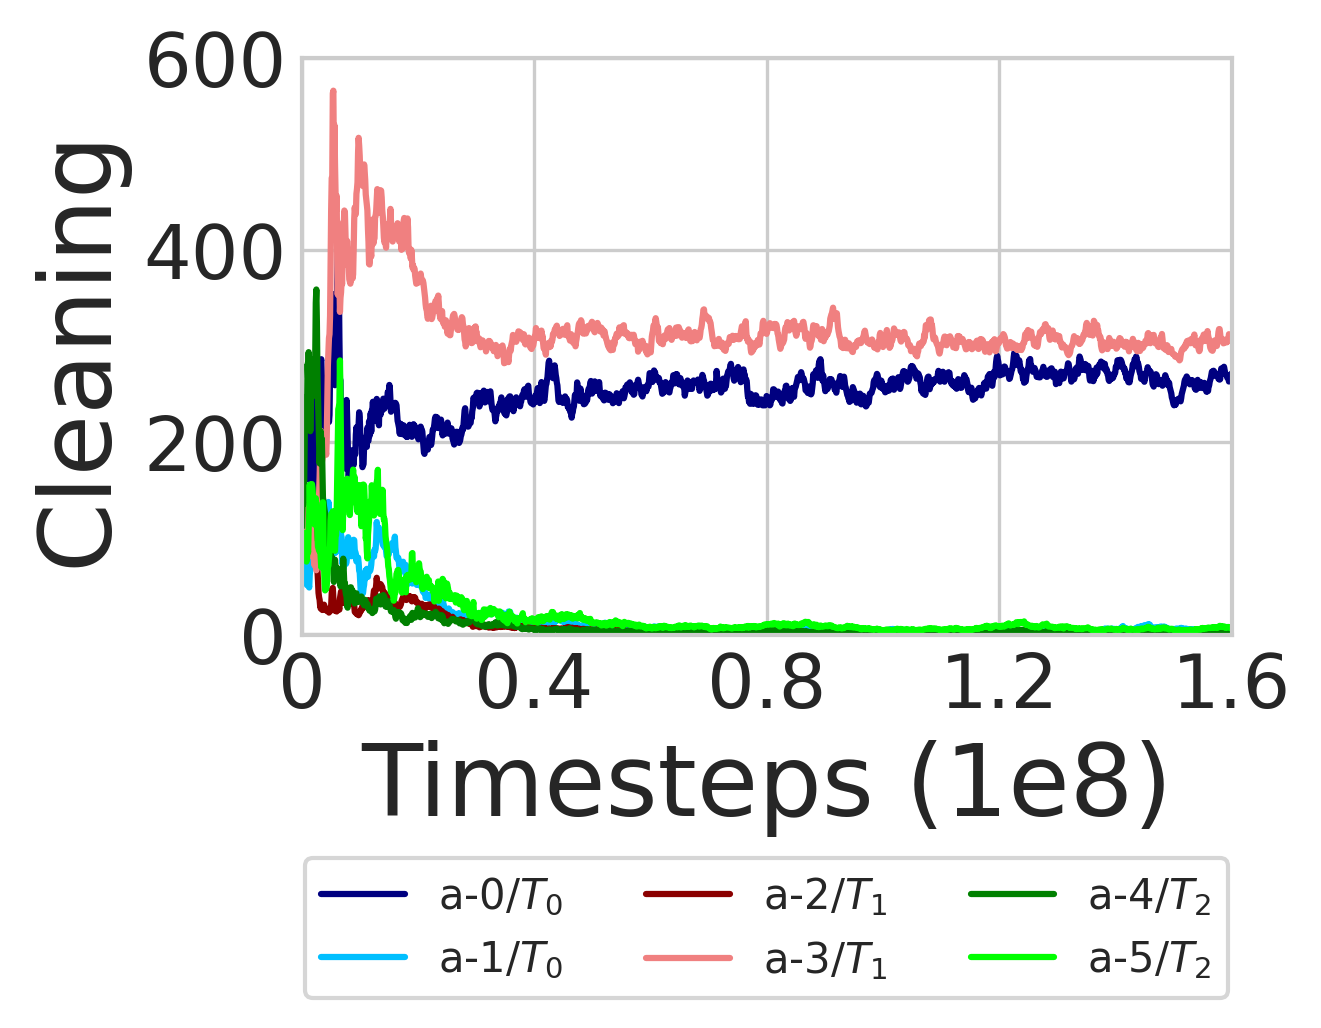 600
400
200
0
Cleaning
0 0.4 0.8 1.2 1.6
Timesteps (1e8)
a-0/T₀ a-2/T₁ a-4/T₂
a-1/T₀ a-3/T₁ a-5/T₂